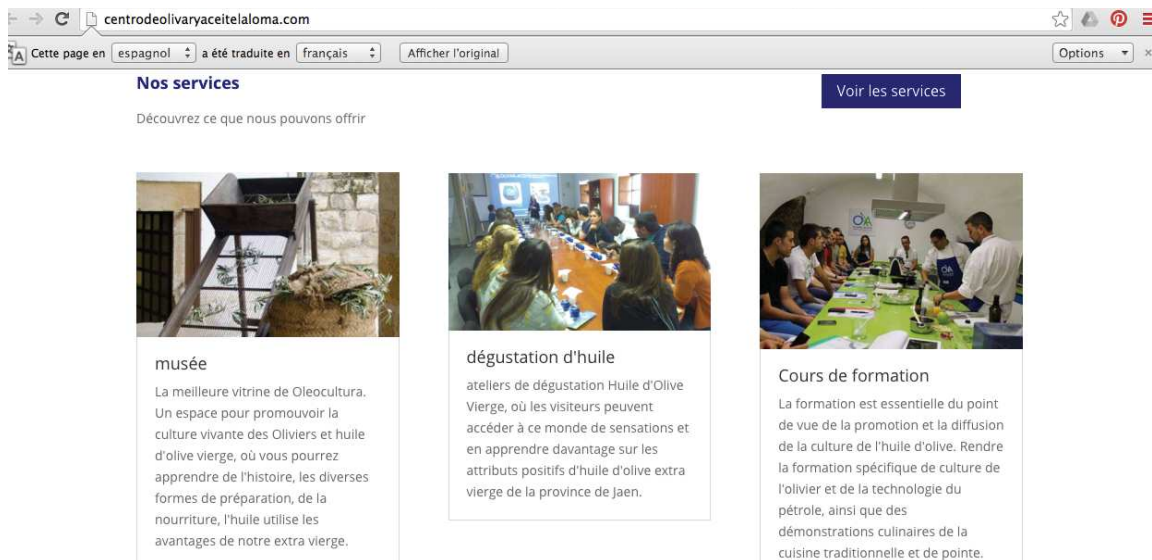 centrodeolivaryaceitelaloma.com
Cette page en espagnol a été traduite en français Afficher l'original Options
Nos services
Voir les services
Découvrez ce que nous pouvons offrir
musée
La meilleure vitrine de Oleocultura.
Un espace pour promouvoir la
culture vivante des Oliviers et huile
d'olive vierge, où vous pourrez
apprendre de l'histoire, les diverses
formes de préparation, de la
nourriture, l'huile utilise les
avantages de notre extra vierge.
dégustation d'huile
ateliers de dégustation Huile d'Olive
Vierge, où les visiteurs peuvent
accéder à ce monde de sensations et
en apprendre davantage sur les
attributs positifs d'huile d'olive extra
vierge de la province de Jaen.
Cours de formation
La formation est essentielle du point
de vue de la promotion et la diffusion
de la culture de l'huile d'olive. Rendre
la formation spécifique de culture de
l'olivier et de la technologie du
pétrole, ainsi que des
démonstrations culinaires de la
cuisine traditionnelle et de pointe.